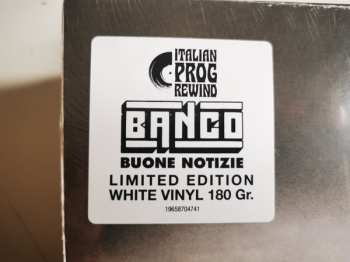 ITALIAN
PROG
REWIND
BANCO
BUONE NOTIZIE
LIMITED EDITION
WHITE VINYL 180 Gr.
19658704741